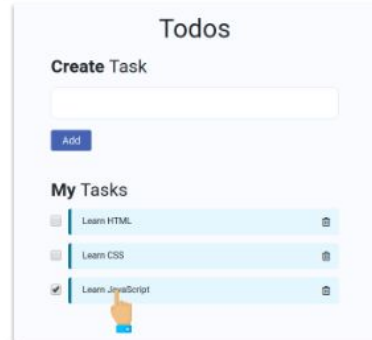 Todos
Create Task
Add
My Tasks
Learn HTML
Learn CSS
Learn JavaScript